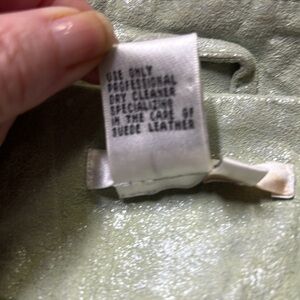 USE ONLY
PROFESSIONAL
DRY CLEANER
SPECIALIZING
IN THE CARE OF
SUEDE LEATHER